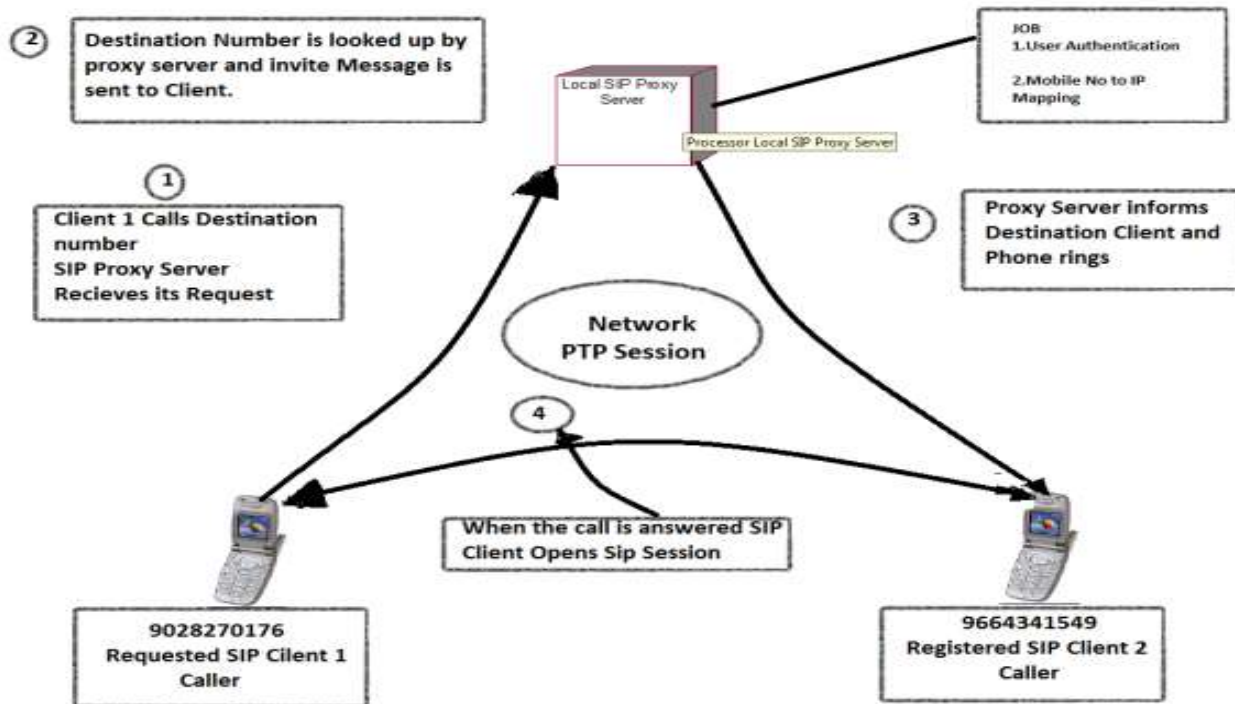 2
Destination Number is looked up by
proxy server and invite Message is
sent to Client.
Local SIP Proxy
Server
Processor Local SIP Proxy Server
JOB
1.User Authentication
2.Mobile No to IP
Mapping
1
Client 1 Calls Destination
number
SIP Proxy Server
Recieves its Request
3
Proxy Server informs
Destination Client and
Phone rings
Network
PTP Session
4
When the call is answered SIP
Client Opens Sip Session
9028270176
Requested SIP Cilent 1
Caller
9664341549
Registered SIP Client 2
Caller